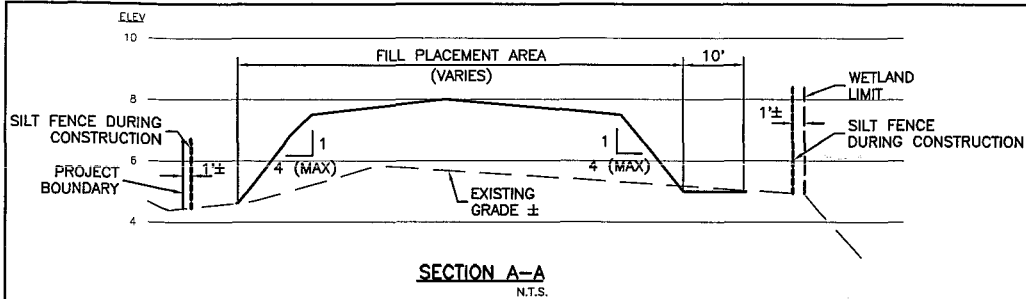 ELEV
10
FILL PLACEMENT AREA
(VARIES)
10'
8
WETLAND
LIMIT
SILT FENCE DURING
CONSTRUCTION
1'±
SILT FENCE
DURING CONSTRUCTION
1
4 (MAX)
1
4 (MAX)
6
1'±
PROJECT
BOUNDARY
EXISTING
GRADE ±
4
SECTION A-A
N.T.S.